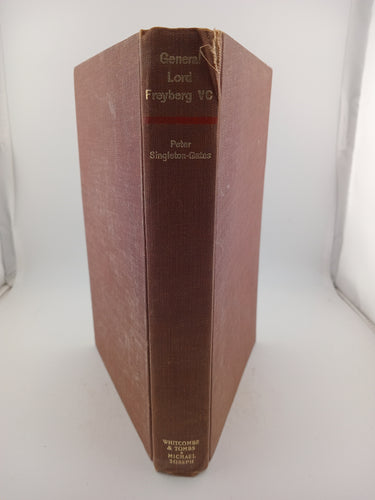 General
Lord
Freyberg VC
Peter
Singleton-Gates
WHITCOMBE
& TOMBS
&
MICHAEL
JOSEPH